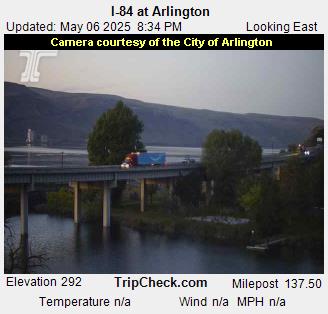 I-84 at Arlington
Updated: May 06 2025 8:34 PM Looking East
Camera courtesy of the City of Arlington
Elevation 292 TripCheck.com Milepost 137.50
Temperature n/a Wind n/a MPH n/a